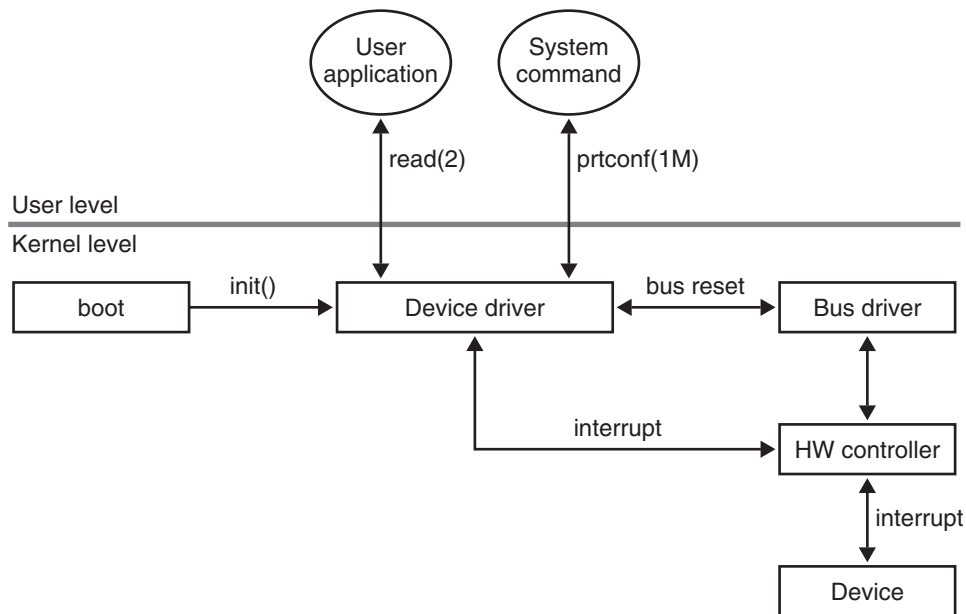 User
application
System
command
read(2)
prtconf(1M)
User level
Kernel level
boot
init()
Device driver
bus reset
Bus driver
interrupt
HW controller
interrupt
Device